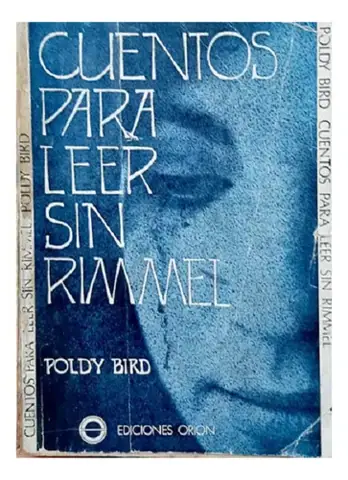 CUENTOS
PARA
LEER
SIN
RIMMEL
POLDY BIRD
EDICIONES ORION
CUENTOS PARA LEER SIN RIMMEL POLDY BIRD
POLDY BIRD CUENTOS PARA LEER SIN RIMMEL